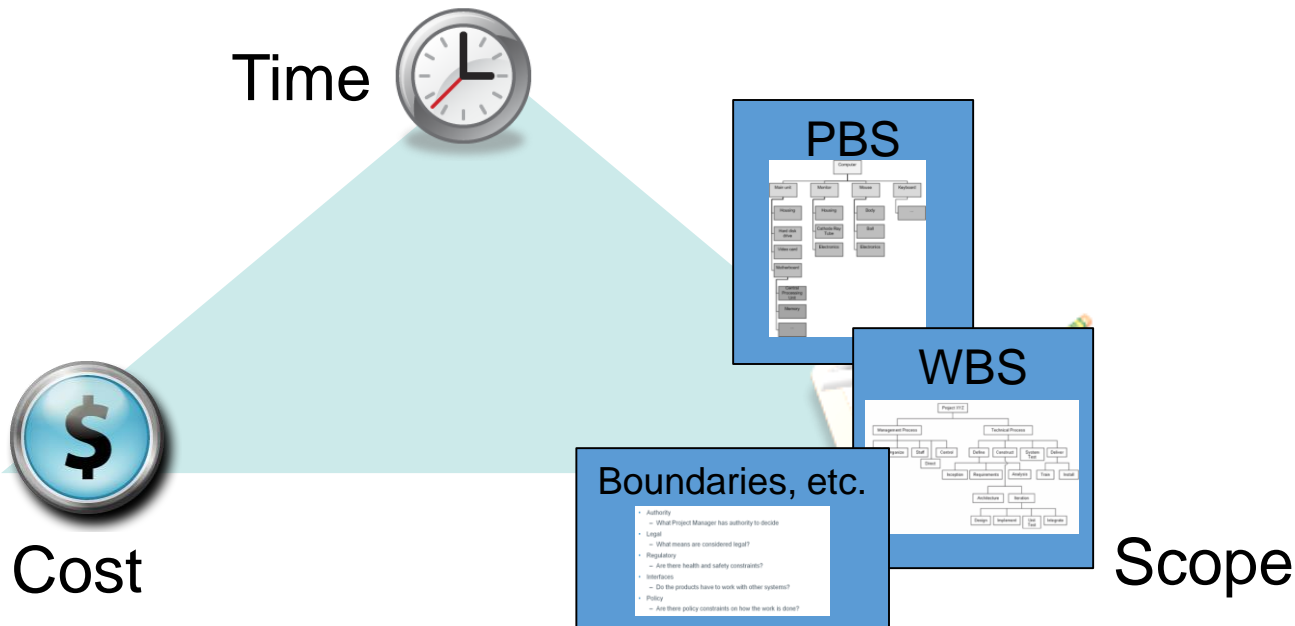 Time
PBS
Computer
Main unit Monitor Mouse Keyboard
Housing Housing Body ...
Hard disk drive Cathode Ray Tube Ball
Video card Electronics Electronics
Motherboard
Central Processing Unit
Memory
...
WBS
Project XYZ
Management Process Technical Process
Staff Control Define Construct System Test Deliver
Direct
Inception Requirements Analysis Train Install
Architecture Iteration
Design Implement Unit Test Integrate
Boundaries, etc.
• Authority
– What Project Manager has authority to decide
• Legal
– What means are considered legal?
• Regulatory
– Are there health and safety constraints?
• Interfaces
– Do the products have to work with other systems?
• Policy
– Are there policy constraints on how the work is done?
$
Cost
Scope